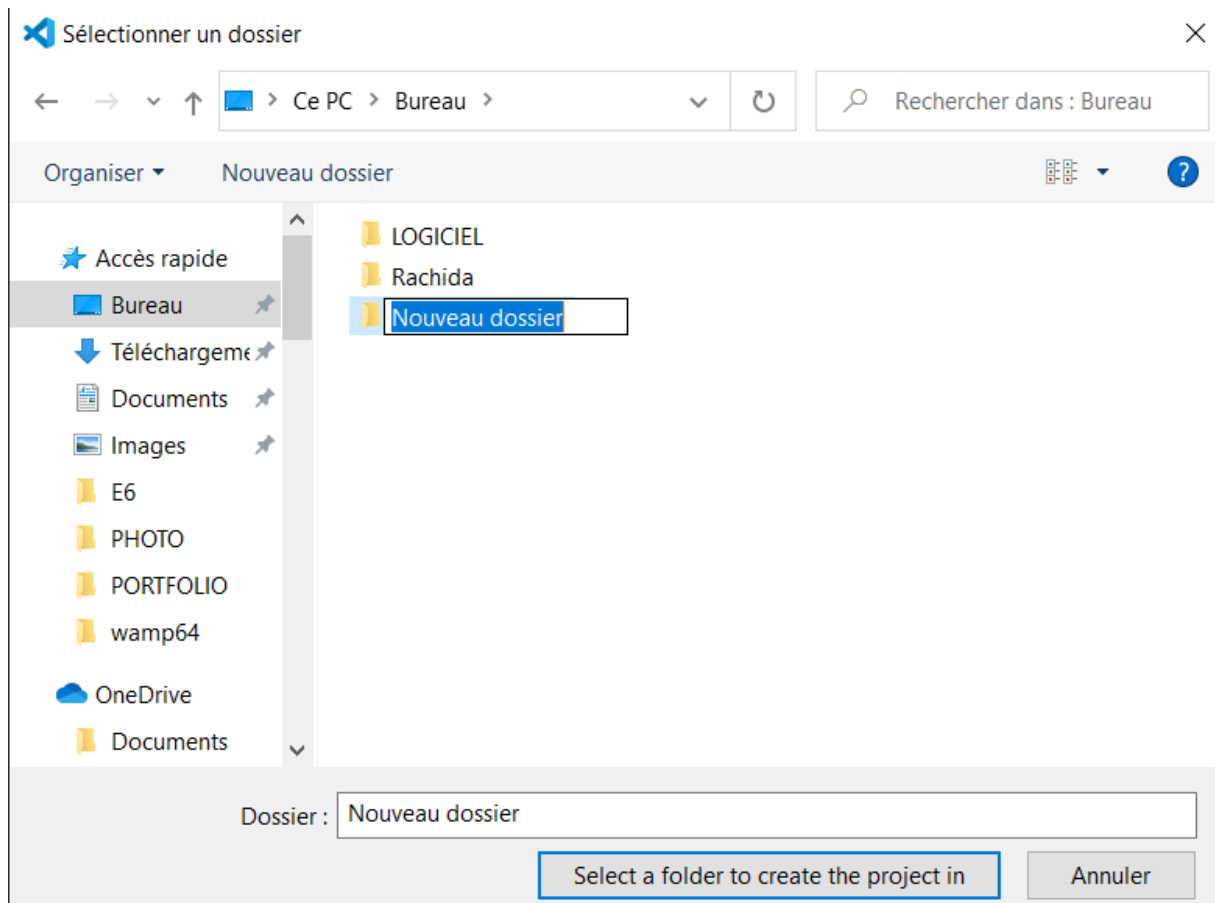 Sélectionner un dossier
Ce PC > Bureau >
Rechercher dans : Bureau
Organiser
Nouveau dossier
?
Accès rapide
Bureau
Téléchargeme
Documents
Images
E6
PHOTO
PORTFOLIO
wamp64
OneDrive
Documents
LOGICIEL
Rachida
Nouveau dossier
Dossier : Nouveau dossier
Select a folder to create the project in
Annuler